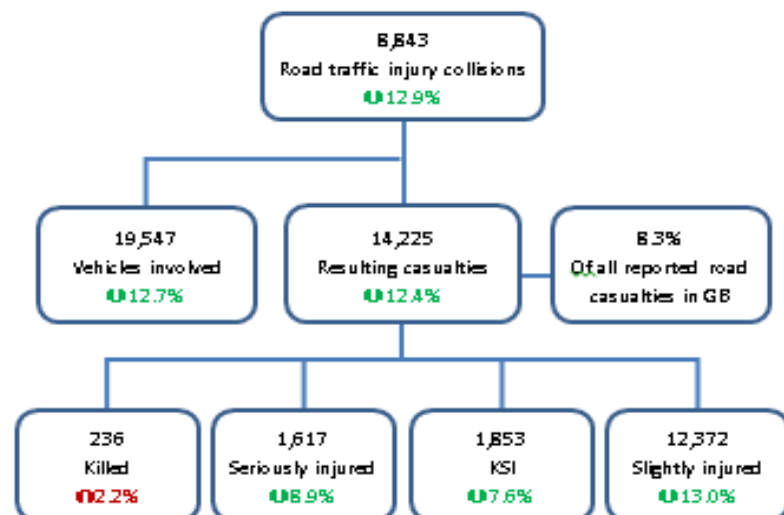 8,843
Road traffic injury collisions
⬇12.9%
19,547
Vehicles involved
⬇12.7%
14,225
Resulting casualties
⬇12.4%
8.3%
Of all reported road
casualties in GB
236
Killed
⬆2.2%
1,617
Seriously injured
⬇8.9%
1,853
KSI
⬇7.6%
12,372
Slightly injured
⬇13.0%